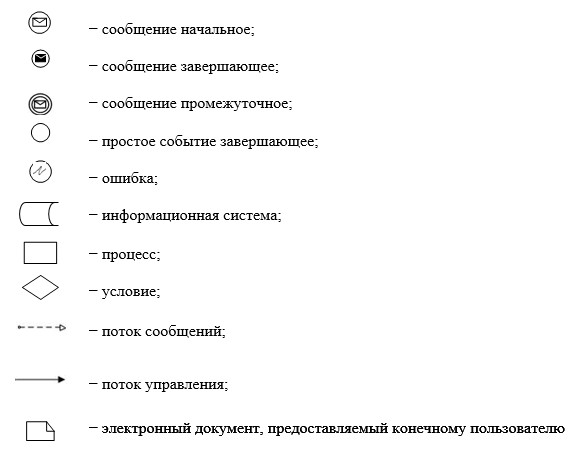 – сообщение начальное;
– сообщение завершающее;
– сообщение промежуточное;
– простое событие завершающее;
– ошибка;
– информационная система;
– процесс;
– условие;
– поток сообщений;
– поток управления;
– электронный документ, предоставляемый конечному пользователю